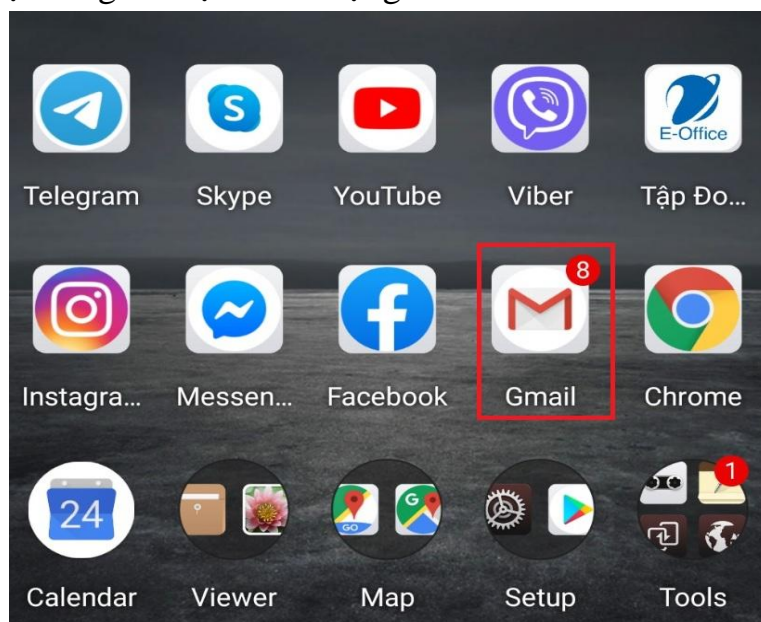 E-Office
Telegram Skype YouTube Viber Tập Đo...
8
Instagra... Messen... Facebook Gmail Chrome
24 GO G 1
Calendar Viewer Map Setup Tools